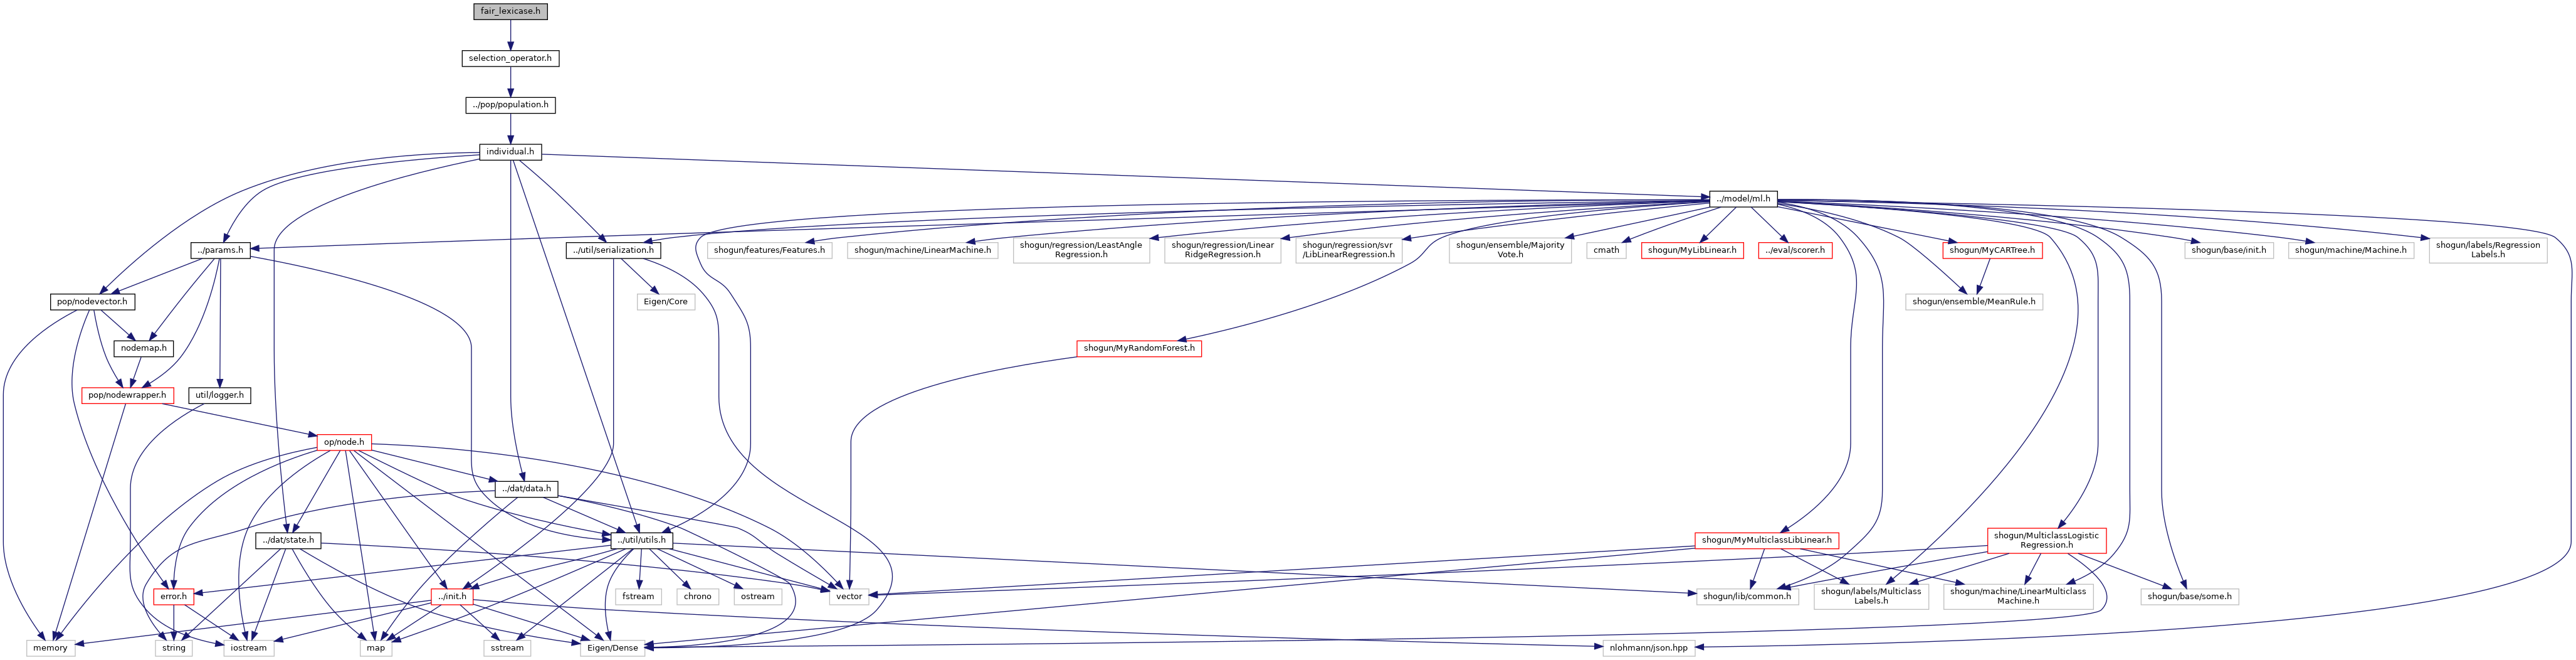 fair_lexicase.h
selection_operator.h
../pop/population.h
individual.h
../model/ml.h
../params.h
../util/serialization.h
shogun/features/Features.h
shogun/machine/LinearMachine.h
shogun/regression/LeastAngle
Regression.h
shogun/regression/Linear
RidgeRegression.h
shogun/regression/svr
/LibLinearRegression.h
shogun/ensemble/Majority
Vote.h
cmath
shogun/MyLibLinear.h
../eval/scorer.h
shogun/MyCARTree.h
shogun/base/init.h
shogun/machine/Machine.h
shogun/labels/Regression
Labels.h
pop/nodevector.h
Eigen/Core
shogun/ensemble/MeanRule.h
nodemap.h
shogun/MyRandomForest.h
pop/nodewrapper.h
util/logger.h
op/node.h
../dat/data.h
../dat/state.h
../util/utils.h
shogun/MyMulticlassLibLinear.h
shogun/MulticlassLogistic
Regression.h
error.h
../init.h
fstream
chrono
ostream
vector
shogun/lib/common.h
shogun/labels/Multiclass
Labels.h
shogun/machine/LinearMulticlass
Machine.h
shogun/base/some.h
memory
string
iostream
map
sstream
Eigen/Dense
nlohmann/json.hpp